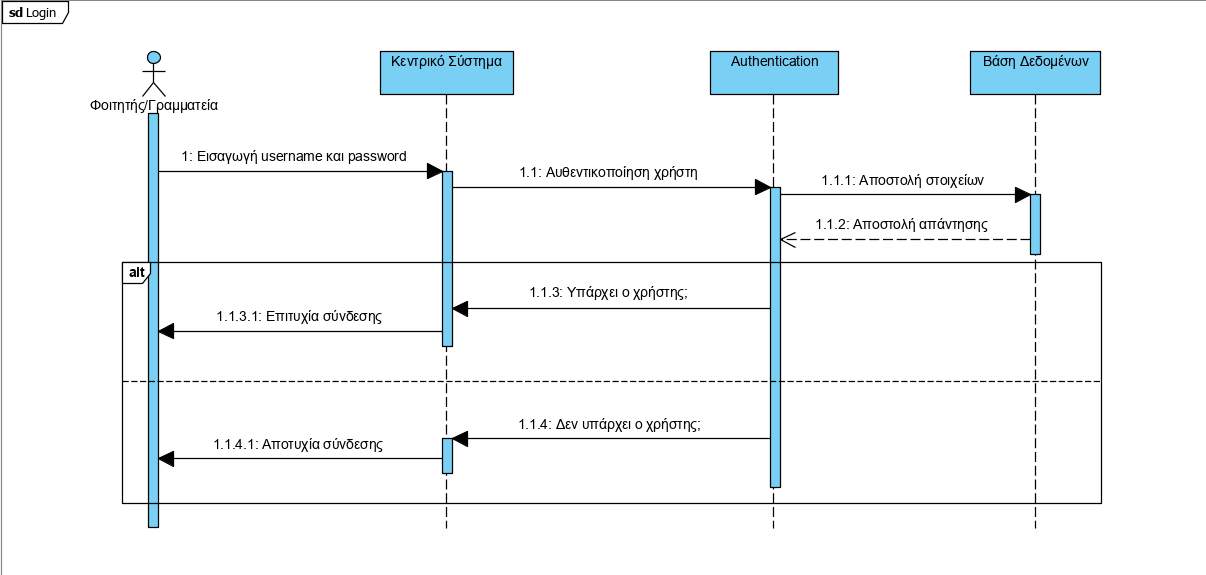 sd Login
Φοιτητής/Γραμματεία
Κεντρικό Σύστημα
Authentication
Βάση Δεδομένων
1: Εισαγωγή username και password
1.1: Αυθεντικοποίηση χρήστη
1.1.1: Αποστολή στοιχείων
1.1.2: Αποστολή απάντησης
alt
1.1.3: Υπάρχει ο χρήστης;
1.1.3.1: Επιτυχία σύνδεσης
1.1.4: Δεν υπάρχει ο χρήστης;
1.1.4.1: Αποτυχία σύνδεσης